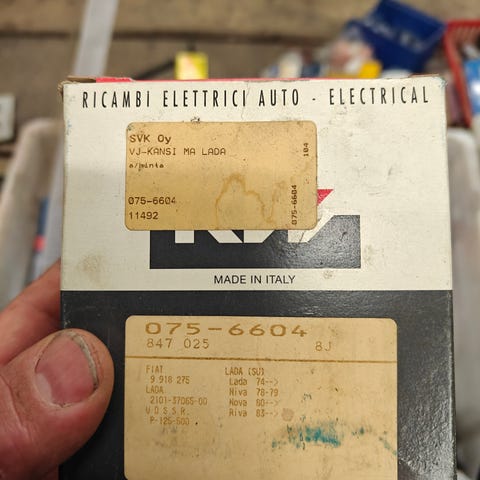 RICAMBI ELETTRICI AUTO - ELECTRICAL
SVK Oy
VJ-KANSI MA LADA
075-6604
11492
104
075-6604
MADE IN ITALY
075-6604
847 025 8J
FIAT
9 918 275
LADA
2101-37065-00
U.D.S.S.R.
P-125-500
LADA (SU)
Lada 74-->
Niva 78-79
Nova 80-->
Riva 83-->